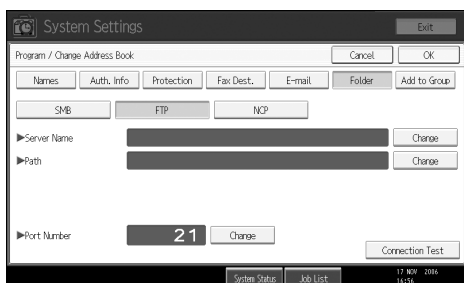 System Settings
Exit
Program / Change Address Book
Cancel
OK
Names
Auth. Info
Protection
Fax Dest.
E-mail
Folder
Add to Group
SMB
FTP
NCP
▶Server Name
Change
▶Path
Change
▶Port Number
21
Change
Connection Test
System Status
Job List
17 NOV 2006
16:56